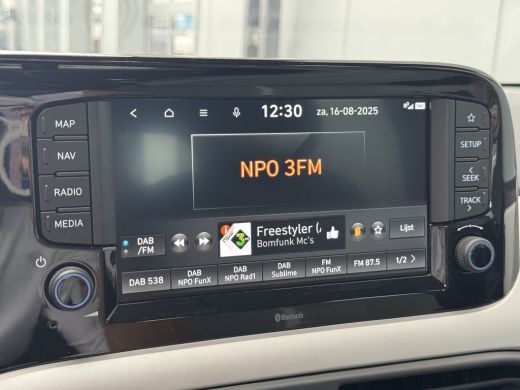 12:30 za, 16-08-2025
MAP
NAV
RADIO
MEDIA
SETUP
SEEK
TRACK
NPO 3FM
DAB
/FM
Freestyler (
Bomfunk Mc's
Lijst
DAB 538
DAB
NPO FunX
DAB
NPO Rad1
DAB
Sublime
FM
NPO FunX
FM 87.5
1/2 >
Bluetooth